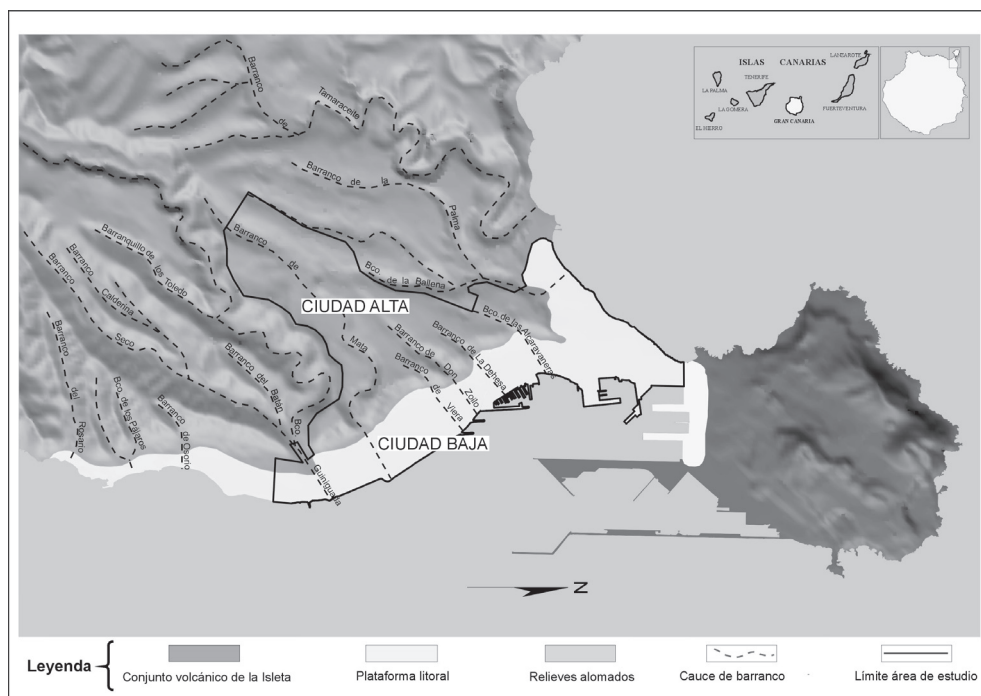 ISLAS CANARIAS
LANZAROTE
TENERIFE
LA PALMA
LA GOMERA
FUERTEVENTURA
EL HIERRO
GRAN CANARIA
Barranco de Tamaraceite
Barranco de la Palma
Barranco de Mata
Bco. de la Ballena
CIUDAD ALTA
Barranquillo de los Toledo
Barranco Calderina
Barranco Seco
Bco. de las Alcaravaneras
Barranco de La Dehesa
Barranco de Don Zoilo
Barranco de Viera
Barranco del Batán
Barranco del Rosario
Bco. de los Pájaros
Barranco de Osorio
CIUDAD BAJA
Bco Guiniguada
N
Leyenda
Conjunto volcánico de la Isleta
Plataforma litoral
Relieves alomados
Cauce de barranco
Límite área de estudio